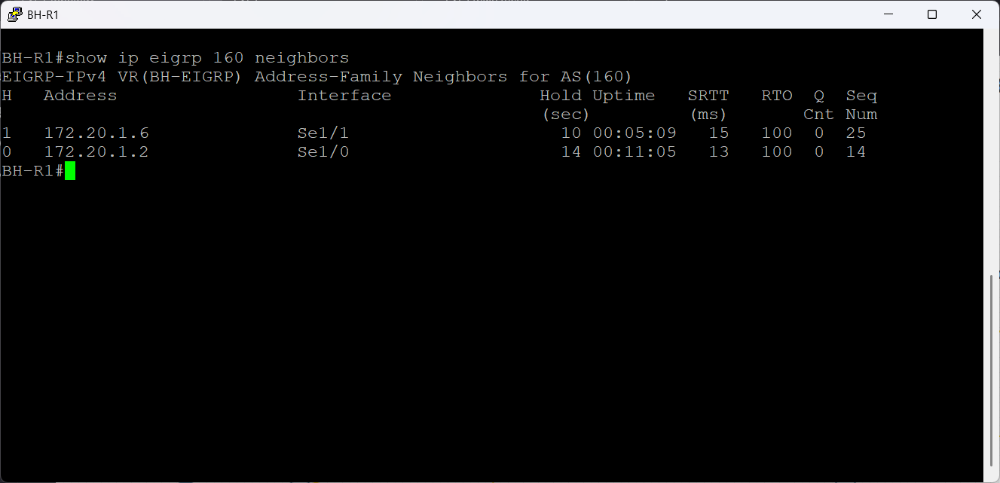 BH-R1
BH-R1#show ip eigrp 160 neighbors
EIGRP-IPv4 VR(BH-EIGRP) Address-Family Neighbors for AS(160)
H   Address                 Interface              Hold Uptime   SRTT   RTO  Q  Seq
                                                   (sec)         (ms)       Cnt Num
1   172.20.1.6              Se1/1                    10 00:05:09   15   100  0  25
0   172.20.1.2              Se1/0                    14 00:11:05   13   100  0  14
BH-R1#